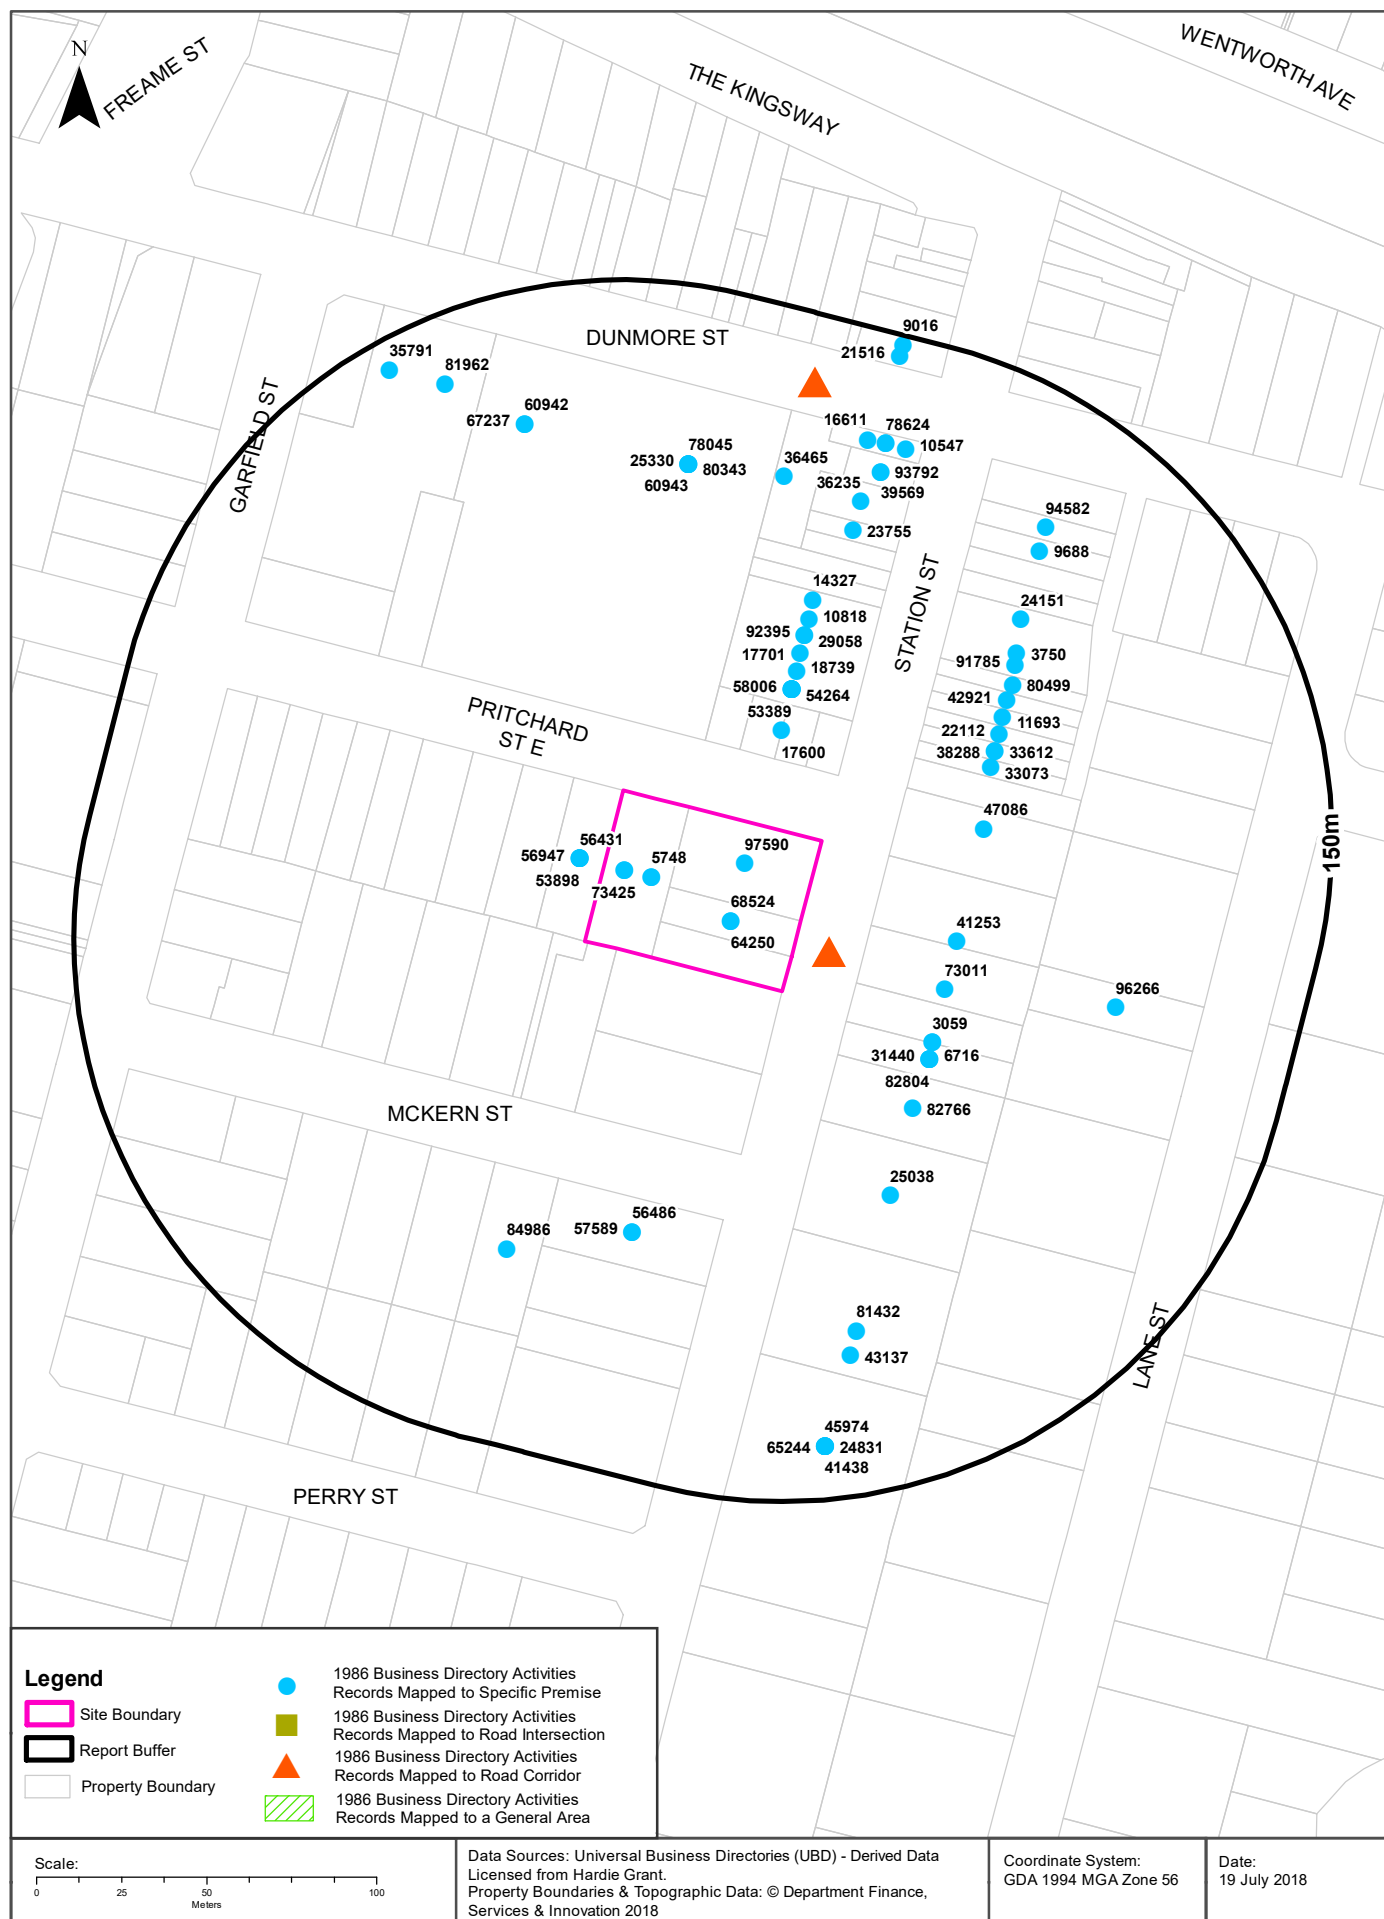 WENTWORTH AVE
N
FREAME ST
THE KINGSWAY
9016
DUNMORE ST
35791
21516
81962
GARFIELD ST
60942
67237
16611
78624
78045
10547
25330
80343
36465
93792
60943
36235
39569
94582
23755
9688
STATION ST
14327
24151
10818
92395
29058
17701
3750
18739
91785
58006
54264
80499
42921
PRITCHARD
ST E
53389
11693
22112
17600
38288
33612
33073
47086
150m
56431
97590
56947
5748
53898
73425
68524
41253
64250
73011
96266
3059
31440
6716
82804
MCKERN ST
82766
25038
56486
84986
57589
81432
43137
LANE ST
45974
65244
24831
41438
PERRY ST
Legend
Site Boundary
Report Buffer
Property Boundary
1986 Business Directory Activities
Records Mapped to Specific Premise
1986 Business Directory Activities
Records Mapped to Road Intersection
1986 Business Directory Activities
Records Mapped to Road Corridor
1986 Business Directory Activities
Records Mapped to a General Area
Scale:
0 25 50 100
Meters
Data Sources: Universal Business Directories (UBD) - Derived Data
Licensed from Hardie Grant.
Property Boundaries & Topographic Data: © Department Finance,
Services & Innovation 2018
Coordinate System:
GDA 1994 MGA Zone 56
Date:
19 July 2018